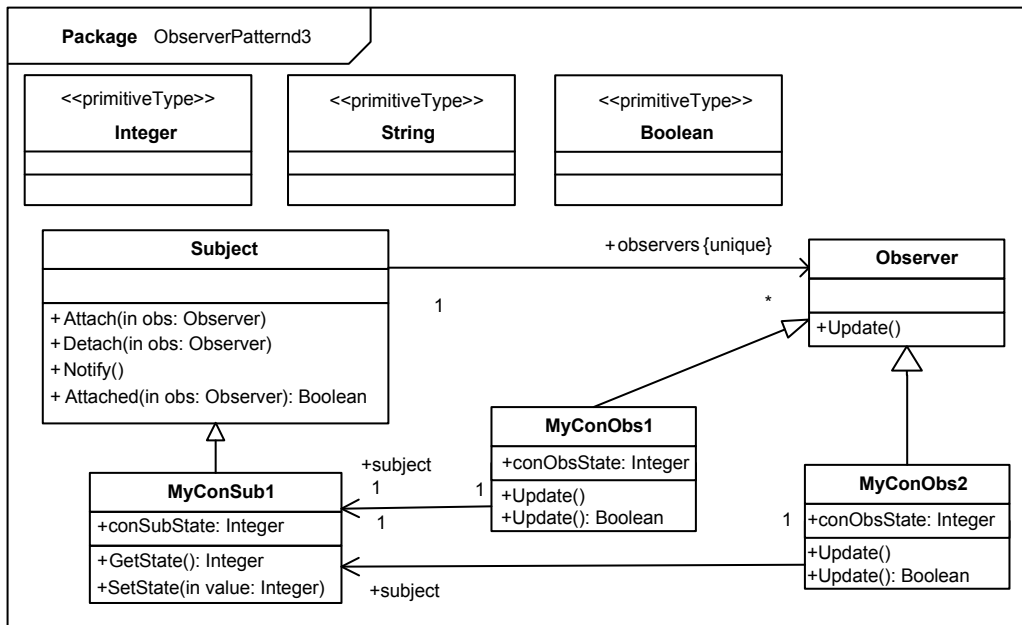 Package ObserverPatternd3
<<primitiveType>>
Integer
<<primitiveType>>
String
<<primitiveType>>
Boolean
Subject
+Attach(in obs: Observer)
+Detach(in obs: Observer)
+Notify()
+ Attached(in obs: Observer): Boolean
+observers {unique}
1
*
Observer
+Update()
MyConObs1
+conObsState: Integer
+Update()
+Update(): Boolean
+subject
1
1
1
MyConSub1
+conSubState: Integer
+GetState(): Integer
+SetState(in value: Integer)
MyConObs2
+conObsState: Integer
+Update()
+Update(): Boolean
1
+subject